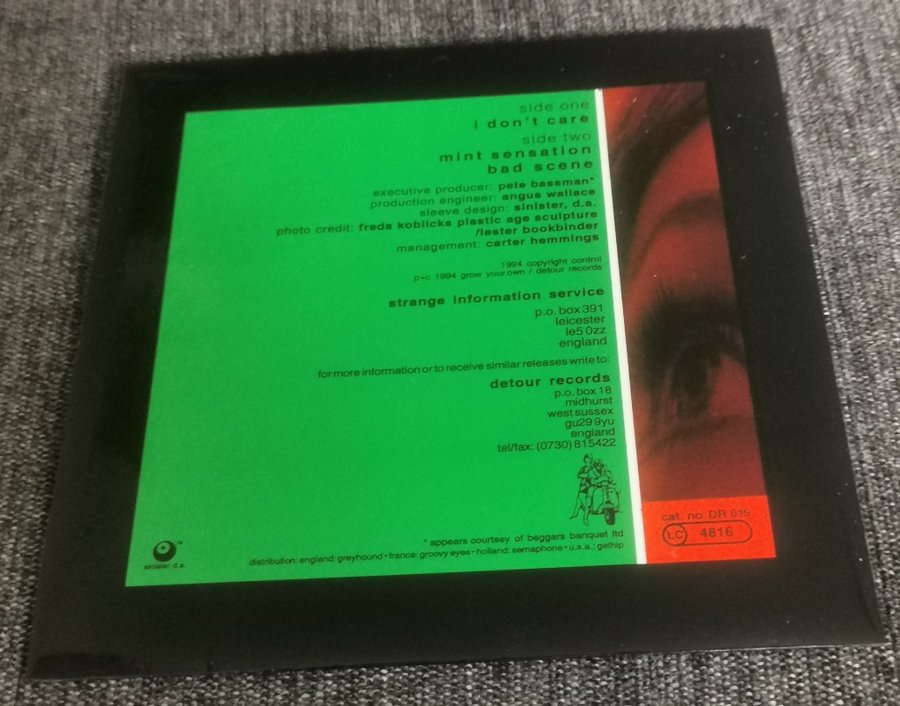 side one
i don't care
side two
mint sensation
bad scene
executive producer: pete bassman*
production engineer: angus wallace
sleeve design: sinister, d.a.
photo credit: freda koblicks plastic age sculpture
/lester bookbinder
management: carter hemmings
1994 copyright control
p+c 1994 grow your own / detour records
strange information service
p.o. box 391
leicester
le5 0zz
england
for more information or to receive similar releases write to:
detour records
p.o. box 18
midhurst
west sussex
gu29 9yu
england
tel/fax: (0730) 815422
* appears courtesy of beggars banquet ltd
distribution: england: greyhound • france: groovy eyes • holland: semaphone • u.s.a.: gethip
sinister, d.a.
™
cat. no. DR 015
LC 4816